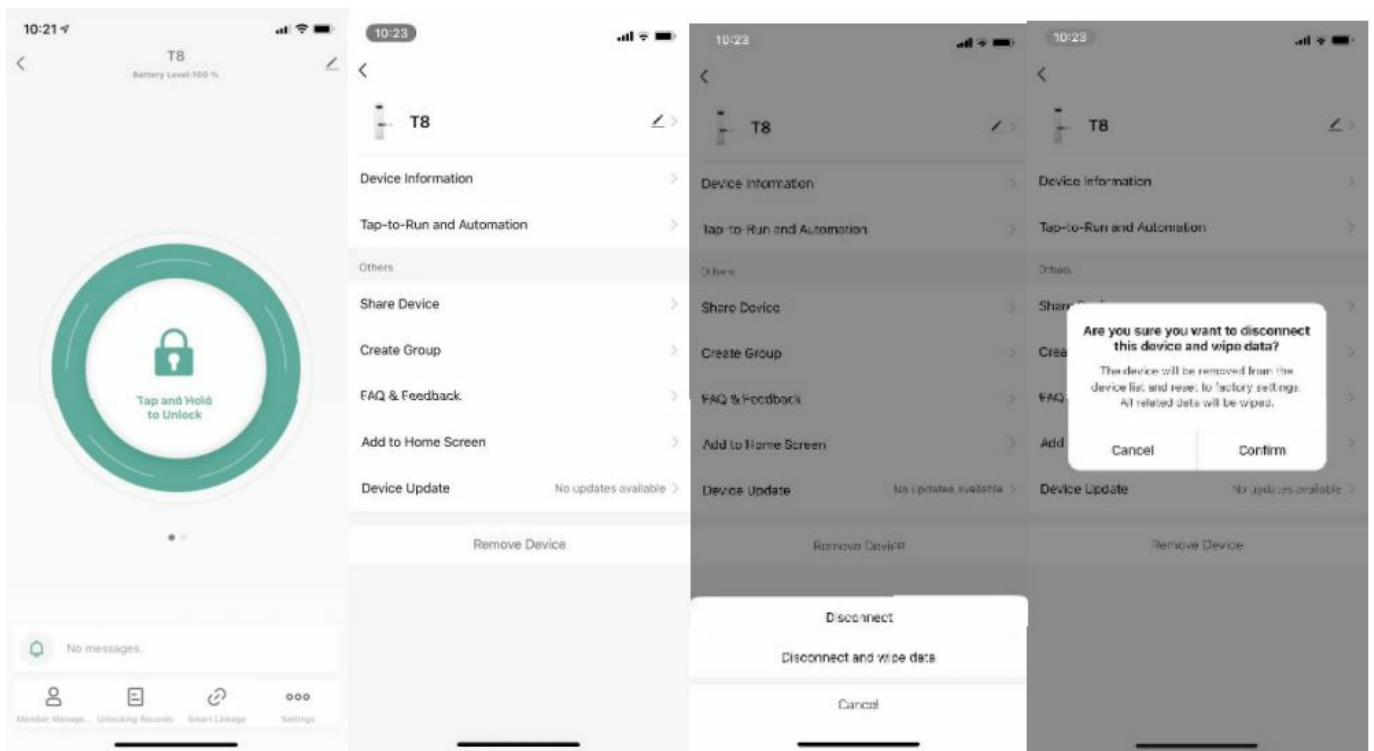 10:21
T8
Battery Level:100 %
Tap and Hold
to Unlock
No messages.
Member Manage...
Unlocking Records
Smart Linkage
Settings
10:23
T8
Device Information
Tap-to-Run and Automation
Others
Share Device
Create Group
FAQ & Feedback
Add to Home Screen
Device Update
No updates available
Remove Device
10:23
T8
Device Information
Tap-to-Run and Automation
Others
Share Device
Create Group
FAQ & Feedback
Add to Home Screen
Device Update
No updates available
Remove Device
Disconnect
Disconnect and wipe data
Cancel
10:23
T8
Device Information
Tap-to-Run and Automation
Others
Shar
Crea
FAQ
Add
Are you sure you want to disconnect
this device and wipe data?
The device will be removed from the
device list and reset to factory settings.
All related data will be wiped.
Cancel
Confirm
Device Update
No updates available
Remove Device